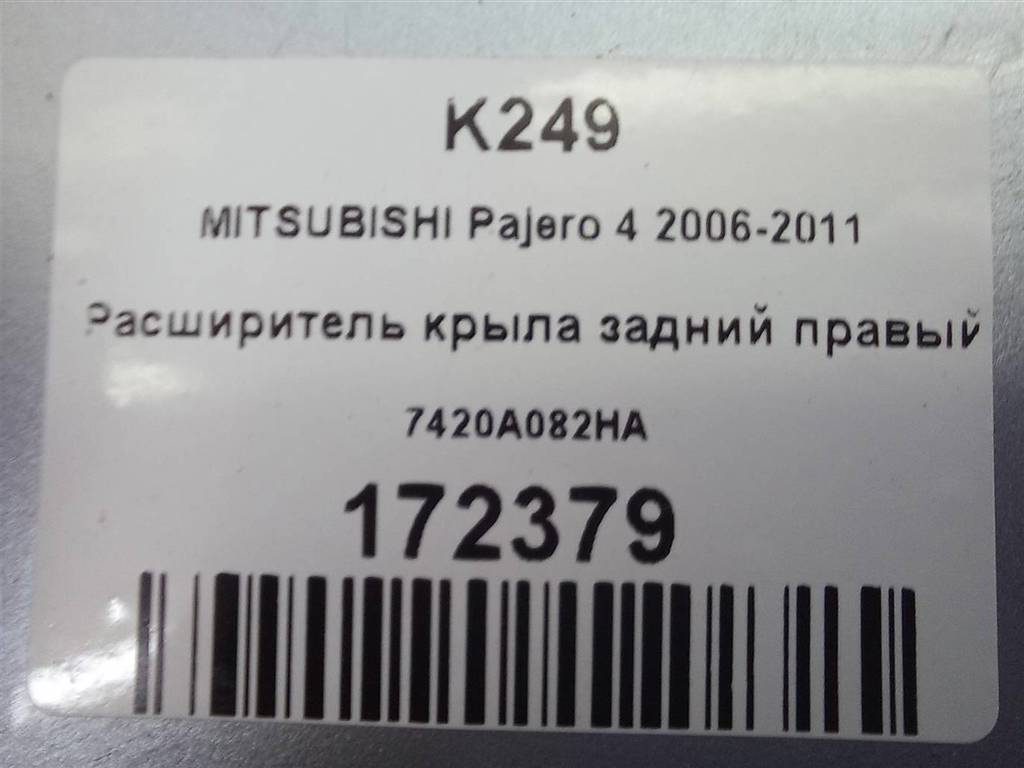 K249
MITSUBISHI Pajero 4 2006-2011
Расширитель крыла задний правый
7420A082HA
172379